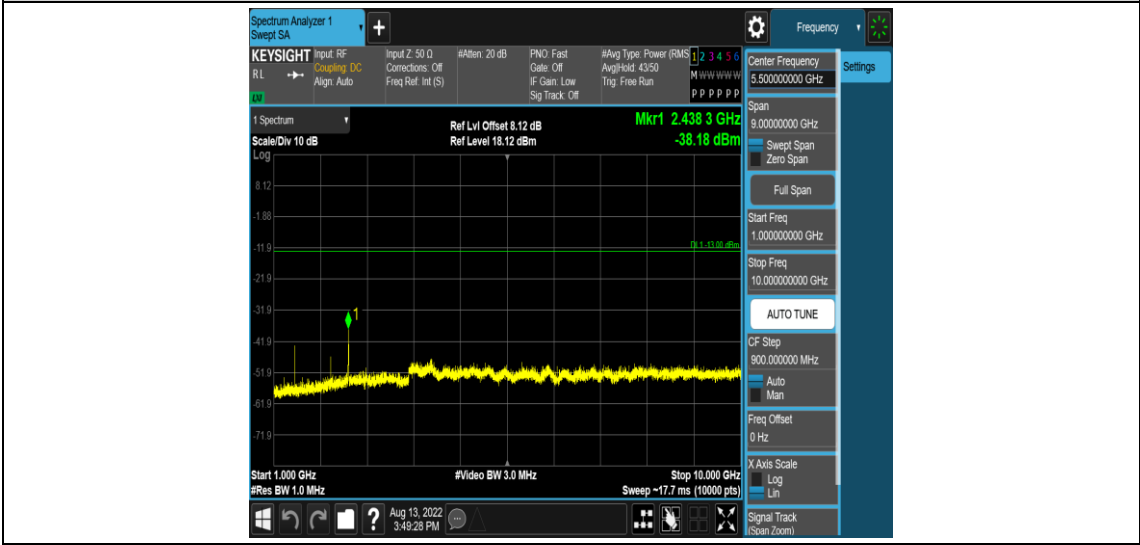 Spectrum Analyzer 1
Swept SA
+
Frequency
KEYSIGHT
RL
LM
Input: RF
Coupling: DC
Align: Auto
Input Z: 50 Ω
Corrections: Off
Freq Ref: Int (S)
#Atten: 20 dB
PNO: Fast
Gate: Off
IF Gain: Low
Sig Track: Off
#Avg Type: Power (RMS
Avg|Hold: 43/50
Trig: Free Run
1 2 3 4 5 6
M W W W W W
P P P P P P
1 Spectrum
Scale/Div 10 dB
Log
Ref Lvl Offset 8.12 dB
Ref Level 18.12 dBm
Mkr1 2.438 3 GHz
-38.18 dBm
8.12
-1.88
-11.9
DL1 -13.00 dBm
-21.9
-31.9
1
-41.9
-51.9
-61.9
-71.9
Start 1.000 GHz
#Res BW 1.0 MHz
#Video BW 3.0 MHz
Stop 10.000 GHz
Sweep ~17.7 ms (10000 pts)
?
Aug 13, 2022
3:49:28 PM
Center Frequency
5.500000000 GHz
Settings
Span
9.00000000 GHz
Swept Span
Zero Span
Full Span
Start Freq
1.000000000 GHz
Stop Freq
10.000000000 GHz
AUTO TUNE
CF Step
900.000000 MHz
Auto
Man
Freq Offset
0 Hz
X Axis Scale
Log
Lin
Signal Track
(Span Zoom)